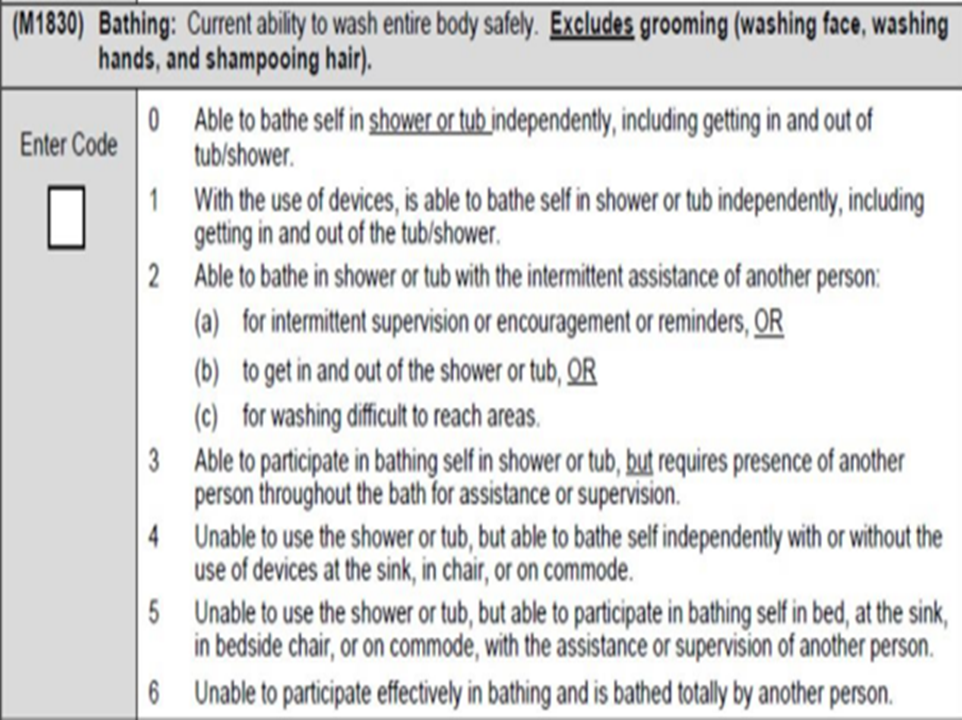 (M1830) Bathing: Current ability to wash entire body safely. Excludes grooming (washing face, washing
hands, and shampooing hair).
Enter Code
0 Able to bathe self in shower or tub independently, including getting in and out of
tub/shower.
1 With the use of devices, is able to bathe self in shower or tub independently, including
getting in and out of the tub/shower.
2 Able to bathe in shower or tub with the intermittent assistance of another person:
(a) for intermittent supervision or encouragement or reminders, OR
(b) to get in and out of the shower or tub, OR
(c) for washing difficult to reach areas.
3 Able to participate in bathing self in shower or tub, but requires presence of another
person throughout the bath for assistance or supervision.
4 Unable to use the shower or tub, but able to bathe self independently with or without the
use of devices at the sink, in chair, or on commode.
5 Unable to use the shower or tub, but able to participate in bathing self in bed, at the sink,
in bedside chair, or on commode, with the assistance or supervision of another person.
6 Unable to participate effectively in bathing and is bathed totally by another person.